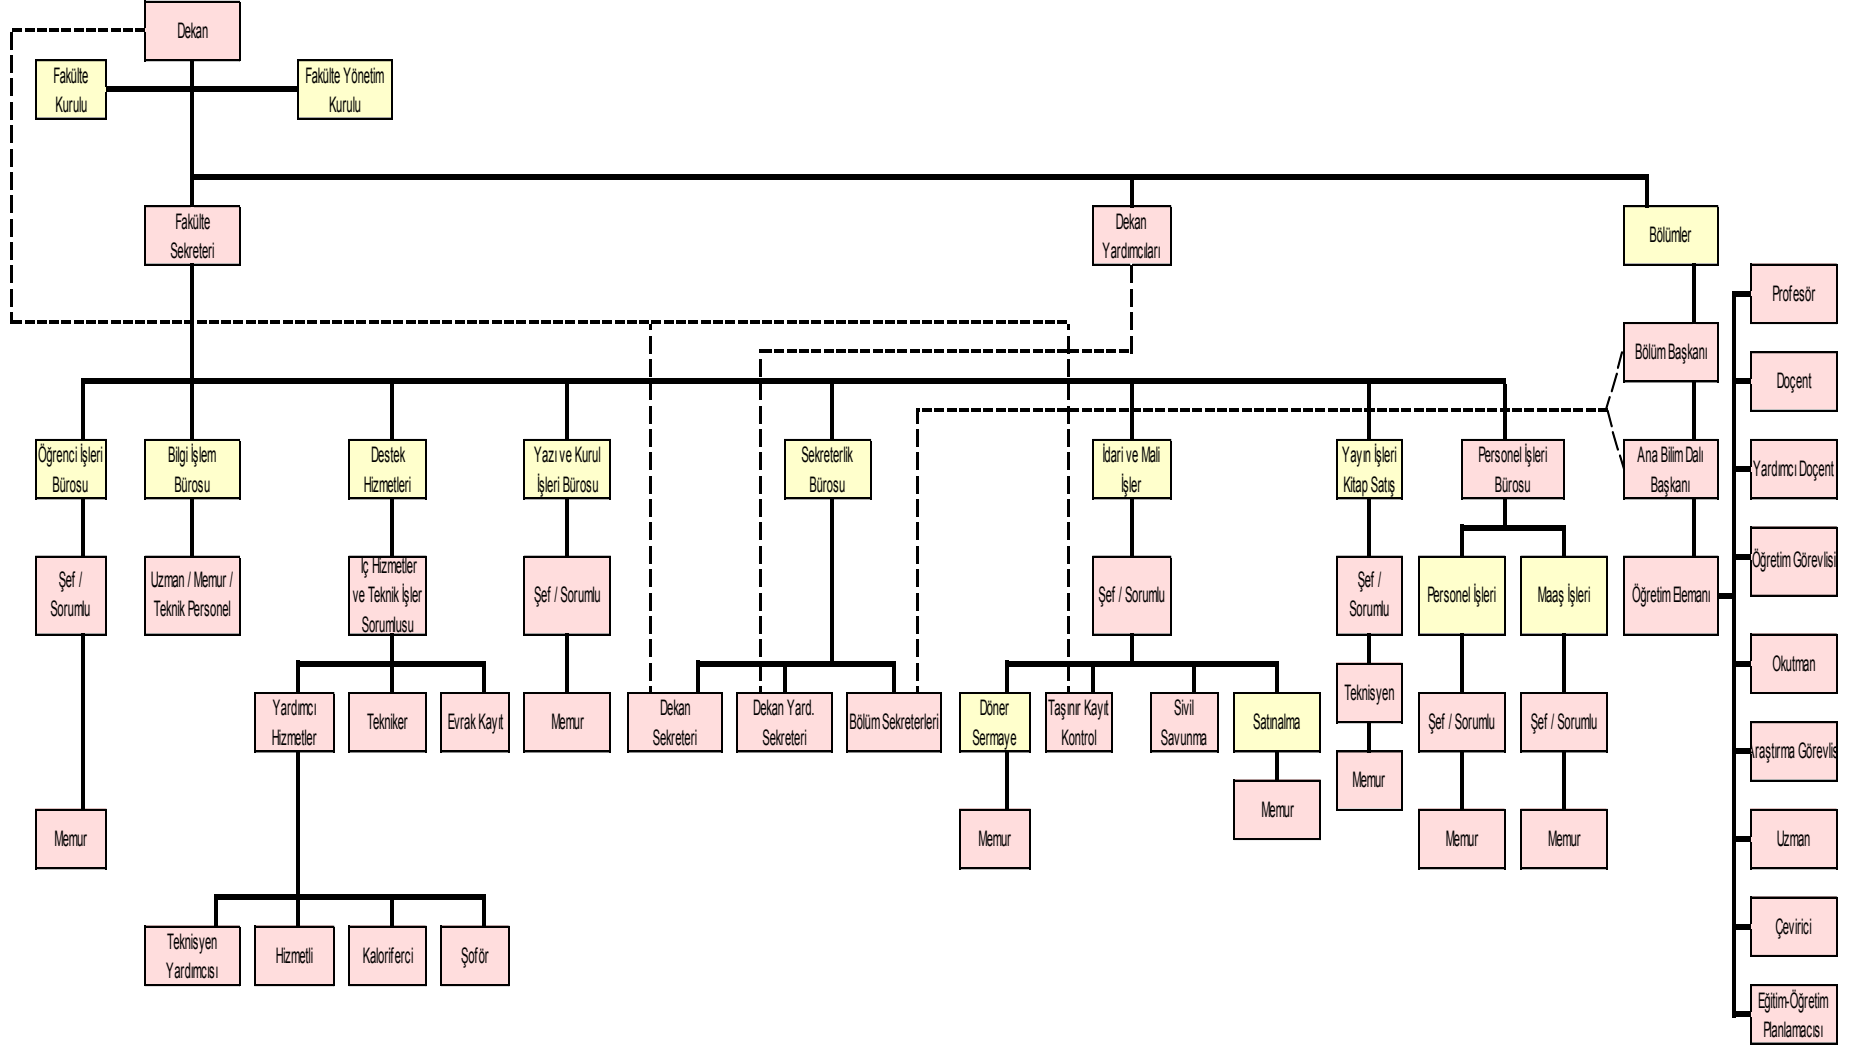 Dekan
Fakülte
Kurulu
Fakülte Yönetim
Kurulu
Fakülte
Sekreteri
Dekan
Yardımcıları
Bölümler
Profesör
Bölüm Başkanı
Doçent
Öğrenci İşleri
Bürosu
Bilgi İşlem
Bürosu
Destek
Hizmetleri
Yazı ve Kurul
İşleri Bürosu
Sekreterlik
Bürosu
İdari ve Mali
İşler
Yayın İşleri
Kitap Satış
Personel İşleri
Bürosu
Ana Bilim Dalı
Başkanı
Yardımcı Doçent
Öğretim Görevlisi
Şef /
Sorumlu
Uzman / Memur /
Teknik Personel
İç Hizmetler
ve Teknik İşler
Sorumlusu
Şef / Sorumlu
Şef / Sorumlu
Şef /
Sorumlu
Personel İşleri
Maaş İşleri
Öğretim Elemanı
Okutman
Yardımcı
Hizmetler
Tekniker
Evrak Kayıt
Memur
Dekan
Sekreteri
Dekan Yard.
Sekreteri
Bölüm Sekreterleri
Döner
Sermaye
Taşınır Kayıt
Kontrol
Sivil
Savunma
Satınalma
Teknisyen
Şef / Sorumlu
Şef / Sorumlu
Araştırma Görevlisi
Memur
Memur
Memur
Memur
Memur
Memur
Uzman
Teknisyen
Yardımcısı
Hizmetli
Kaloriferci
Şoför
Çevirici
Eğitim-Öğretim
Planlamacısı